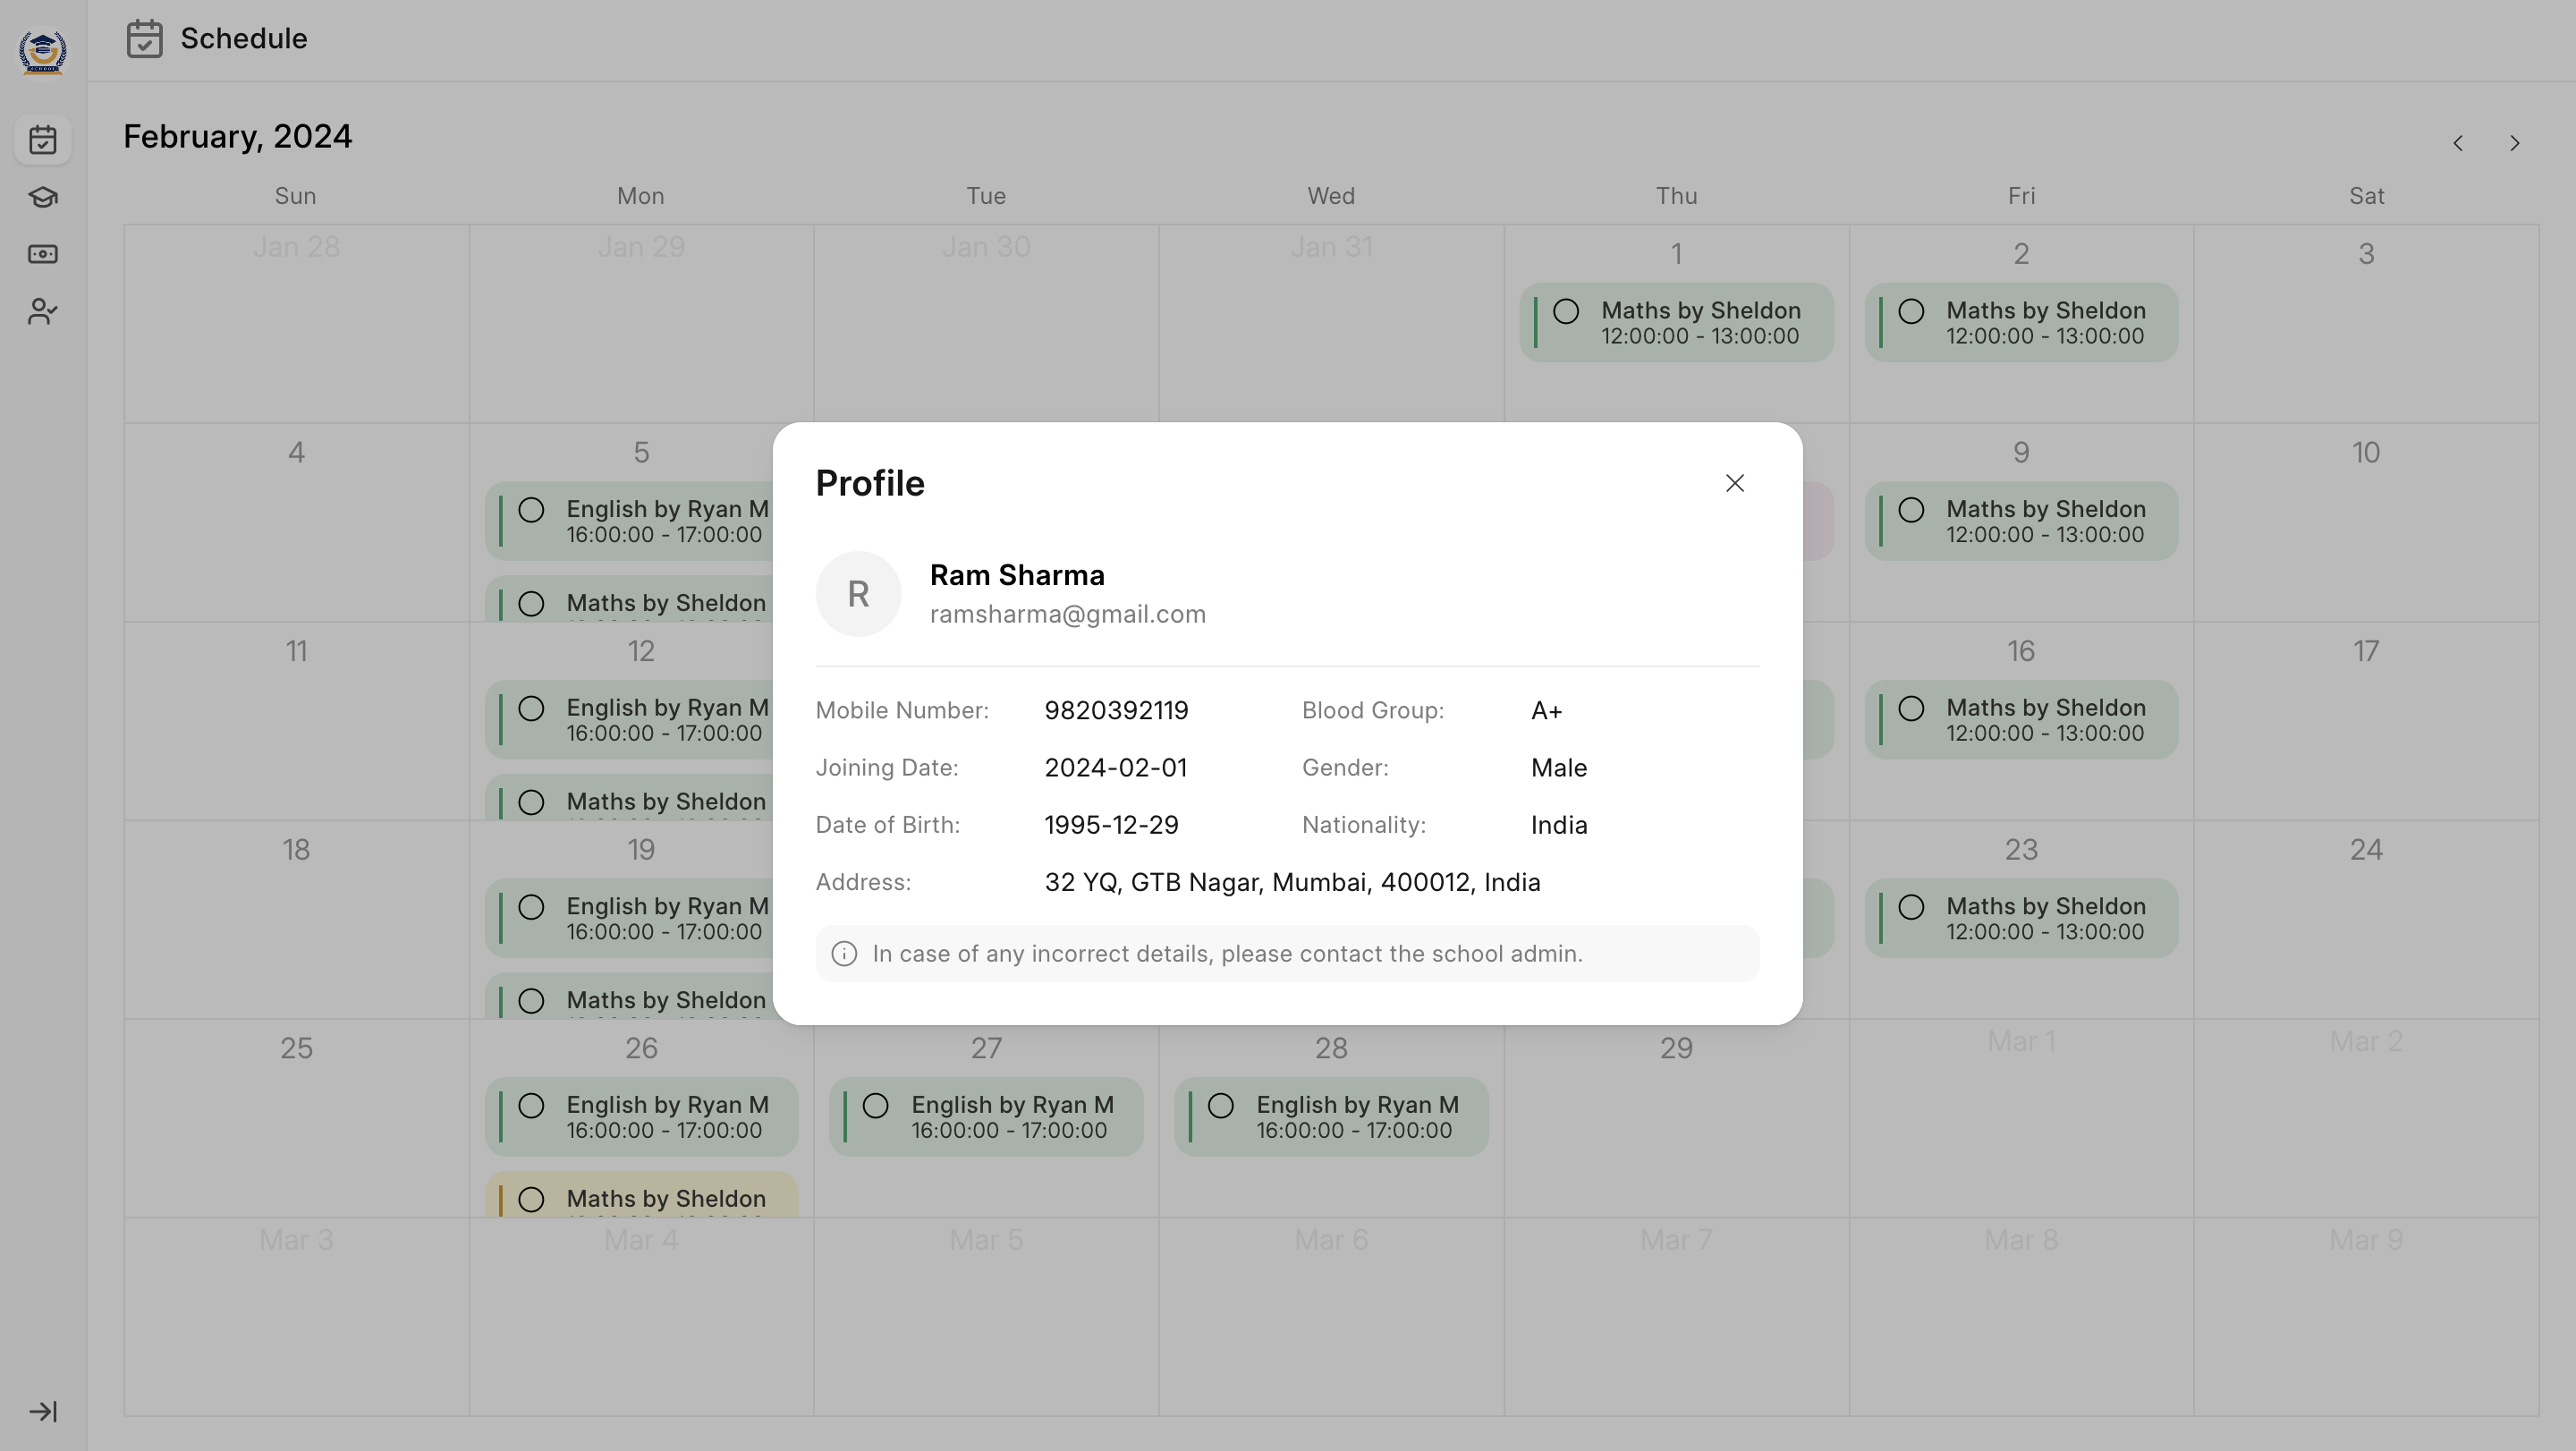 Schedule
February, 2024
Sun Mon Tue Wed Thu Fri Sat
Jan 28 Jan 29 Jan 30 Jan 31 1 2 3
Maths by Sheldon Maths by Sheldon
12:00:00 - 13:00:00 12:00:00 - 13:00:00
4 5 9 10
English by Ryan M Maths by Sheldon
16:00:00 - 17:00:00 12:00:00 - 13:00:00
Maths by Sheldon
11 12 16 17
English by Ryan M Maths by Sheldon
16:00:00 - 17:00:00 12:00:00 - 13:00:00
Maths by Sheldon
18 19 23 24
English by Ryan M Maths by Sheldon
16:00:00 - 17:00:00 12:00:00 - 13:00:00
Maths by Sheldon
25 26 27 28 29 Mar 1 Mar 2
English by Ryan M English by Ryan M English by Ryan M
16:00:00 - 17:00:00 16:00:00 - 17:00:00 16:00:00 - 17:00:00
Maths by Sheldon
Mar 3 Mar 4 Mar 5 Mar 6 Mar 7 Mar 8 Mar 9
Profile
R
Ram Sharma
ramsharma@gmail.com
Mobile Number: 9820392119 Blood Group: A+
Joining Date: 2024-02-01 Gender: Male
Date of Birth: 1995-12-29 Nationality: India
Address: 32 YQ, GTB Nagar, Mumbai, 400012, India
In case of any incorrect details, please contact the school admin.